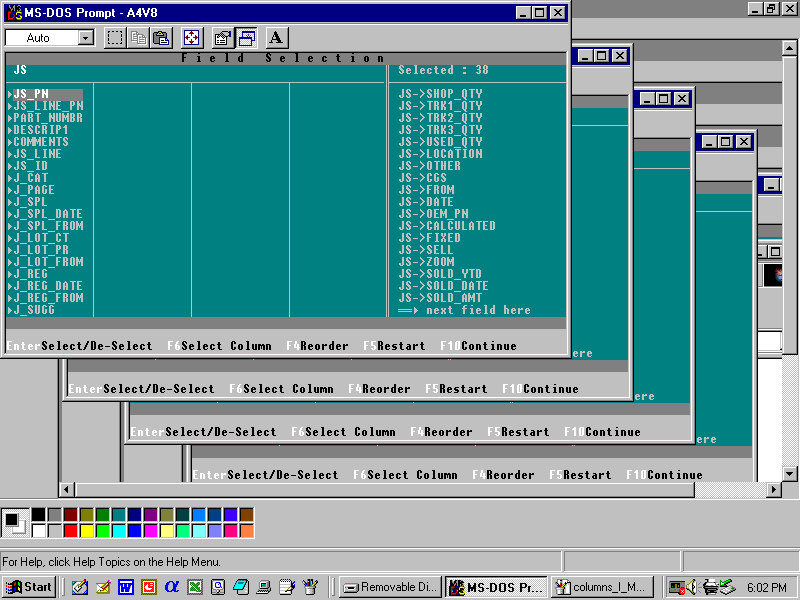 MS-DOS Prompt - A4V8
Auto
A
Field Selection
JS
Selected : 38
JS_PN
JS_LINE_PN
PART_NUMBR
DESCRIP1
COMMENTS
JS_LINE
JS_ID
J_CAT
J_PAGE
J_SPL
J_SPL_DATE
J_SPL_FROM
J_LOT_CT
J_LOT_PR
J_LOT_FROM
J_REG
J_REG_DATE
J_REG_FROM
J_SUGG
JS->SHOP_QTY
JS->TRK1_QTY
JS->TRK2_QTY
JS->TRK3_QTY
JS->USED_QTY
JS->LOCATION
JS->OTHER
JS->CGS
JS->FROM
JS->DATE
JS->OEM_PN
JS->CALCULATED
JS->FIXED
JS->SELL
JS->ZOOM
JS->SOLD_YTD
JS->SOLD_DATE
JS->SOLD_AMT
next field here
EnterSelect/De-Select F6Select Column F4Reorder F5Restart F10Continue
ere
EnterSelect/De-Select F6Select Column F4Reorder F5Restart F10Continue
ere
EnterSelect/De-Select F6Select Column F4Reorder F5Restart F10Continue
ere
EnterSelect/De-Select F6Select Column F4Reorder F5Restart F10Continue
For Help, click Help Topics on the Help Menu.
Start
Removable Di...
MS-DOS Pr...
columns_I_M...
6:02 PM